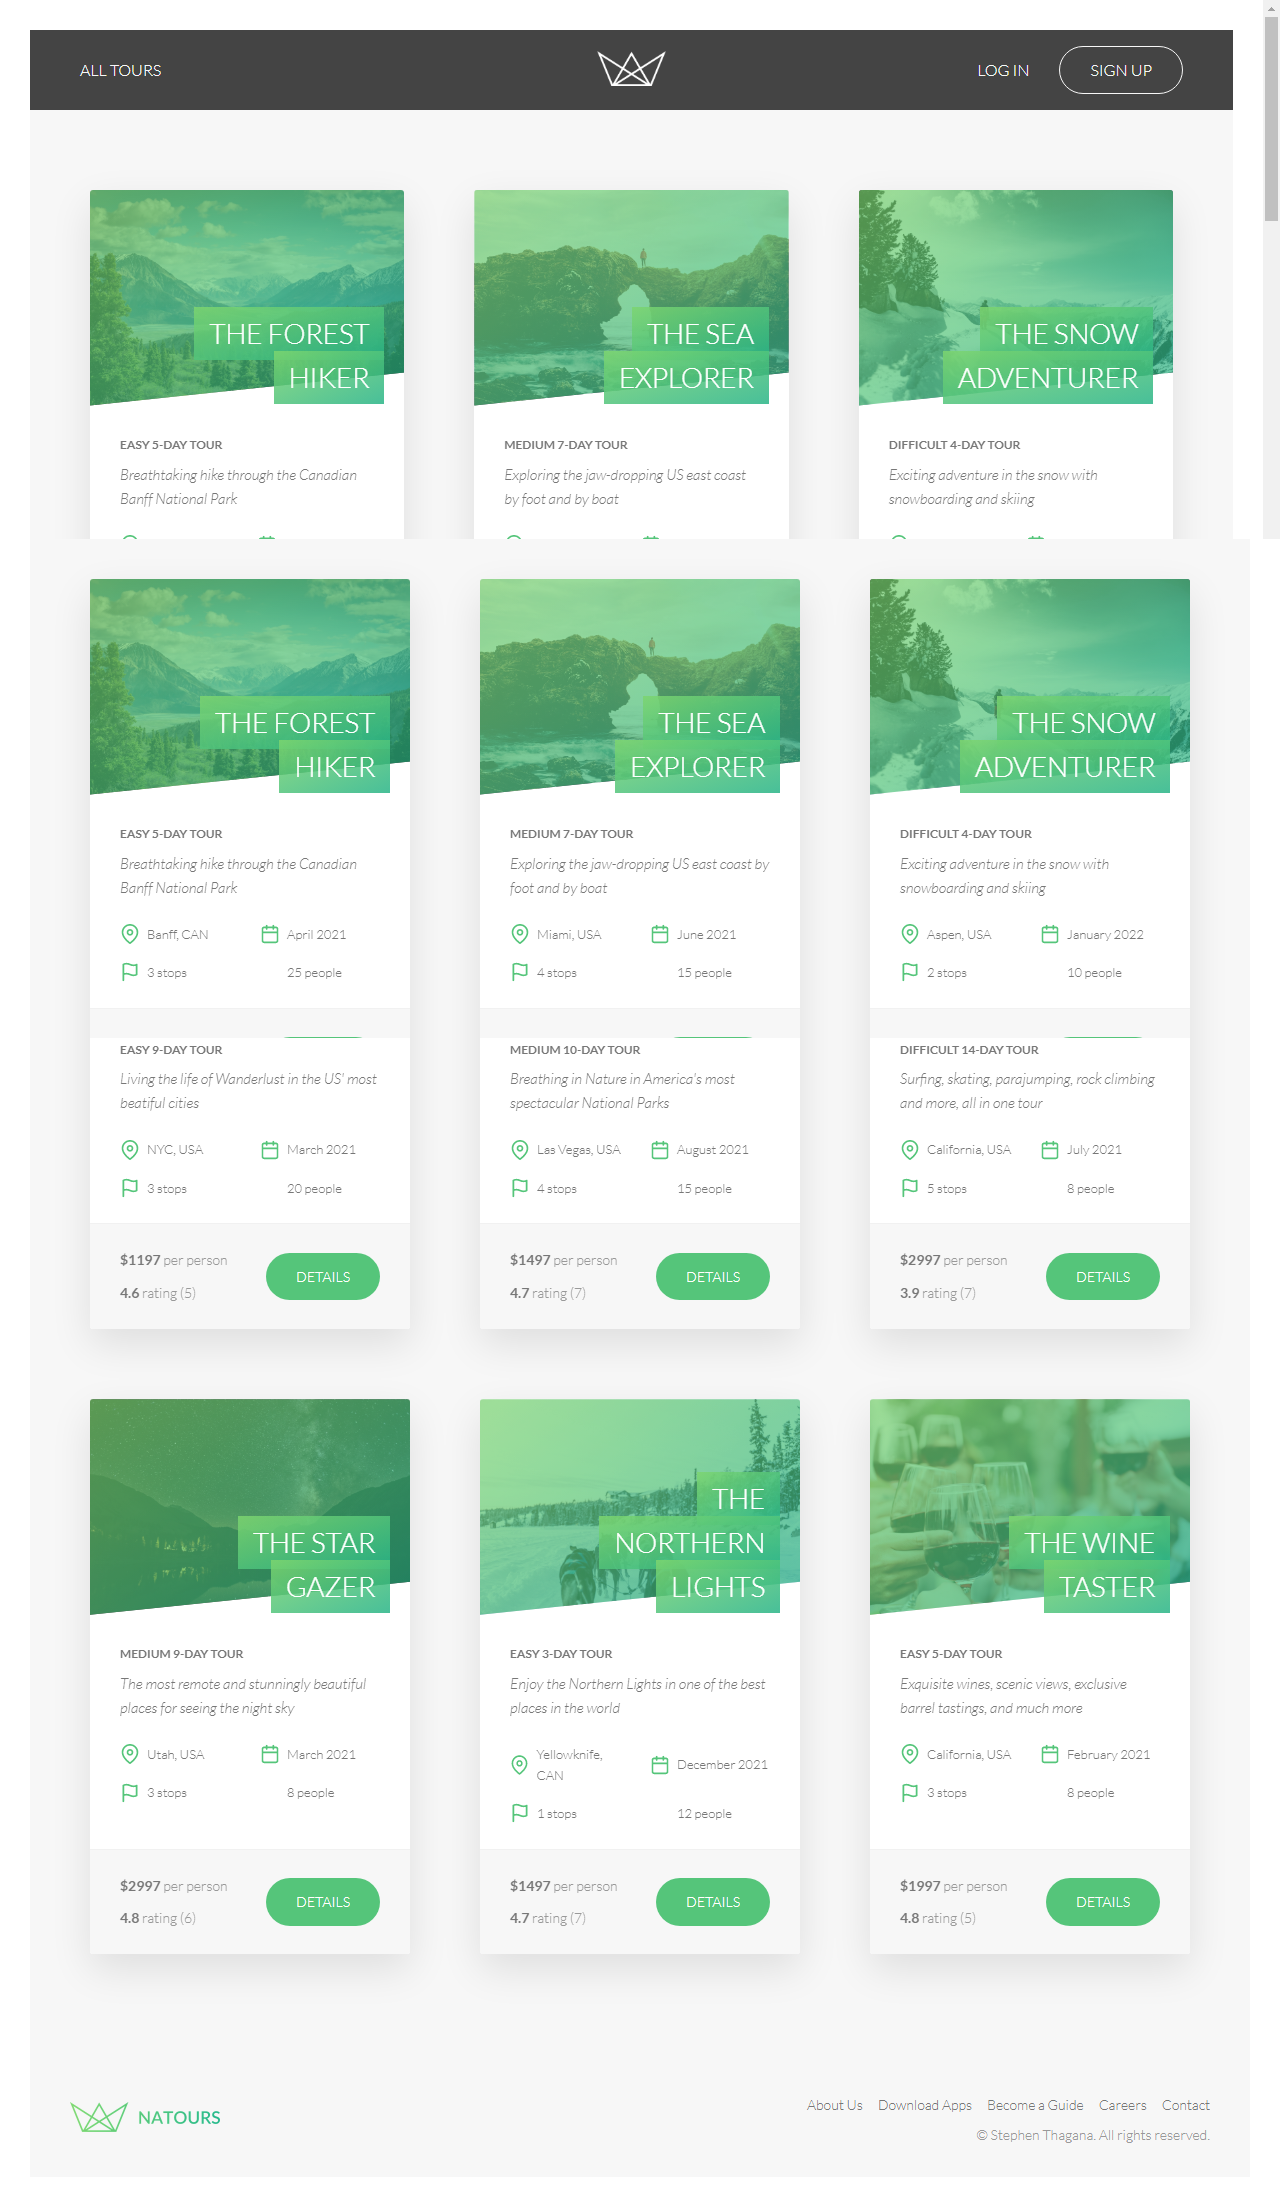 ALL TOURS
LOG IN
SIGN UP
THE FOREST
HIKER
EASY 5-DAY TOUR
Breathtaking hike through the Canadian
Banff National Park
THE SEA
EXPLORER
MEDIUM 7-DAY TOUR
Exploring the jaw-dropping US east coast
by foot and by boat
THE SNOW
ADVENTURER
DIFFICULT 4-DAY TOUR
Exciting adventure in the snow with
snowboarding and skiing
THE FOREST
HIKER
EASY 5-DAY TOUR
Breathtaking hike through the Canadian
Banff National Park
Banff, CAN
April 2021
3 stops
25 people
THE SEA
EXPLORER
MEDIUM 7-DAY TOUR
Exploring the jaw-dropping US east coast by
foot and by boat
Miami, USA
June 2021
4 stops
15 people
THE SNOW
ADVENTURER
DIFFICULT 4-DAY TOUR
Exciting adventure in the snow with
snowboarding and skiing
Aspen, USA
January 2022
2 stops
10 people
EASY 9-DAY TOUR
Living the life of Wanderlust in the US' most
beatiful cities
NYC, USA
March 2021
3 stops
20 people
$1197 per person
4.6 rating (5)
DETAILS
MEDIUM 10-DAY TOUR
Breathing in Nature in America's most
spectacular National Parks
Las Vegas, USA
August 2021
4 stops
15 people
$1497 per person
4.7 rating (7)
DETAILS
DIFFICULT 14-DAY TOUR
Surfing, skating, parajumping, rock climbing
and more, all in one tour
California, USA
July 2021
5 stops
8 people
$2997 per person
3.9 rating (7)
DETAILS
THE STAR
GAZER
MEDIUM 9-DAY TOUR
The most remote and stunningly beautiful
places for seeing the night sky
Utah, USA
March 2021
3 stops
8 people
$2997 per person
4.8 rating (6)
DETAILS
THE
NORTHERN
LIGHTS
EASY 3-DAY TOUR
Enjoy the Northern Lights in one of the best
places in the world
Yellowknife,
CAN
December 2021
1 stops
12 people
$1497 per person
4.7 rating (7)
DETAILS
THE WINE
TASTER
EASY 5-DAY TOUR
Exquisite wines, scenic views, exclusive
barrel tastings, and much more
California, USA
February 2021
3 stops
8 people
$1997 per person
4.8 rating (5)
DETAILS
NATOURS
About Us
Download Apps
Become a Guide
Careers
Contact
© Stephen Thagana. All rights reserved.